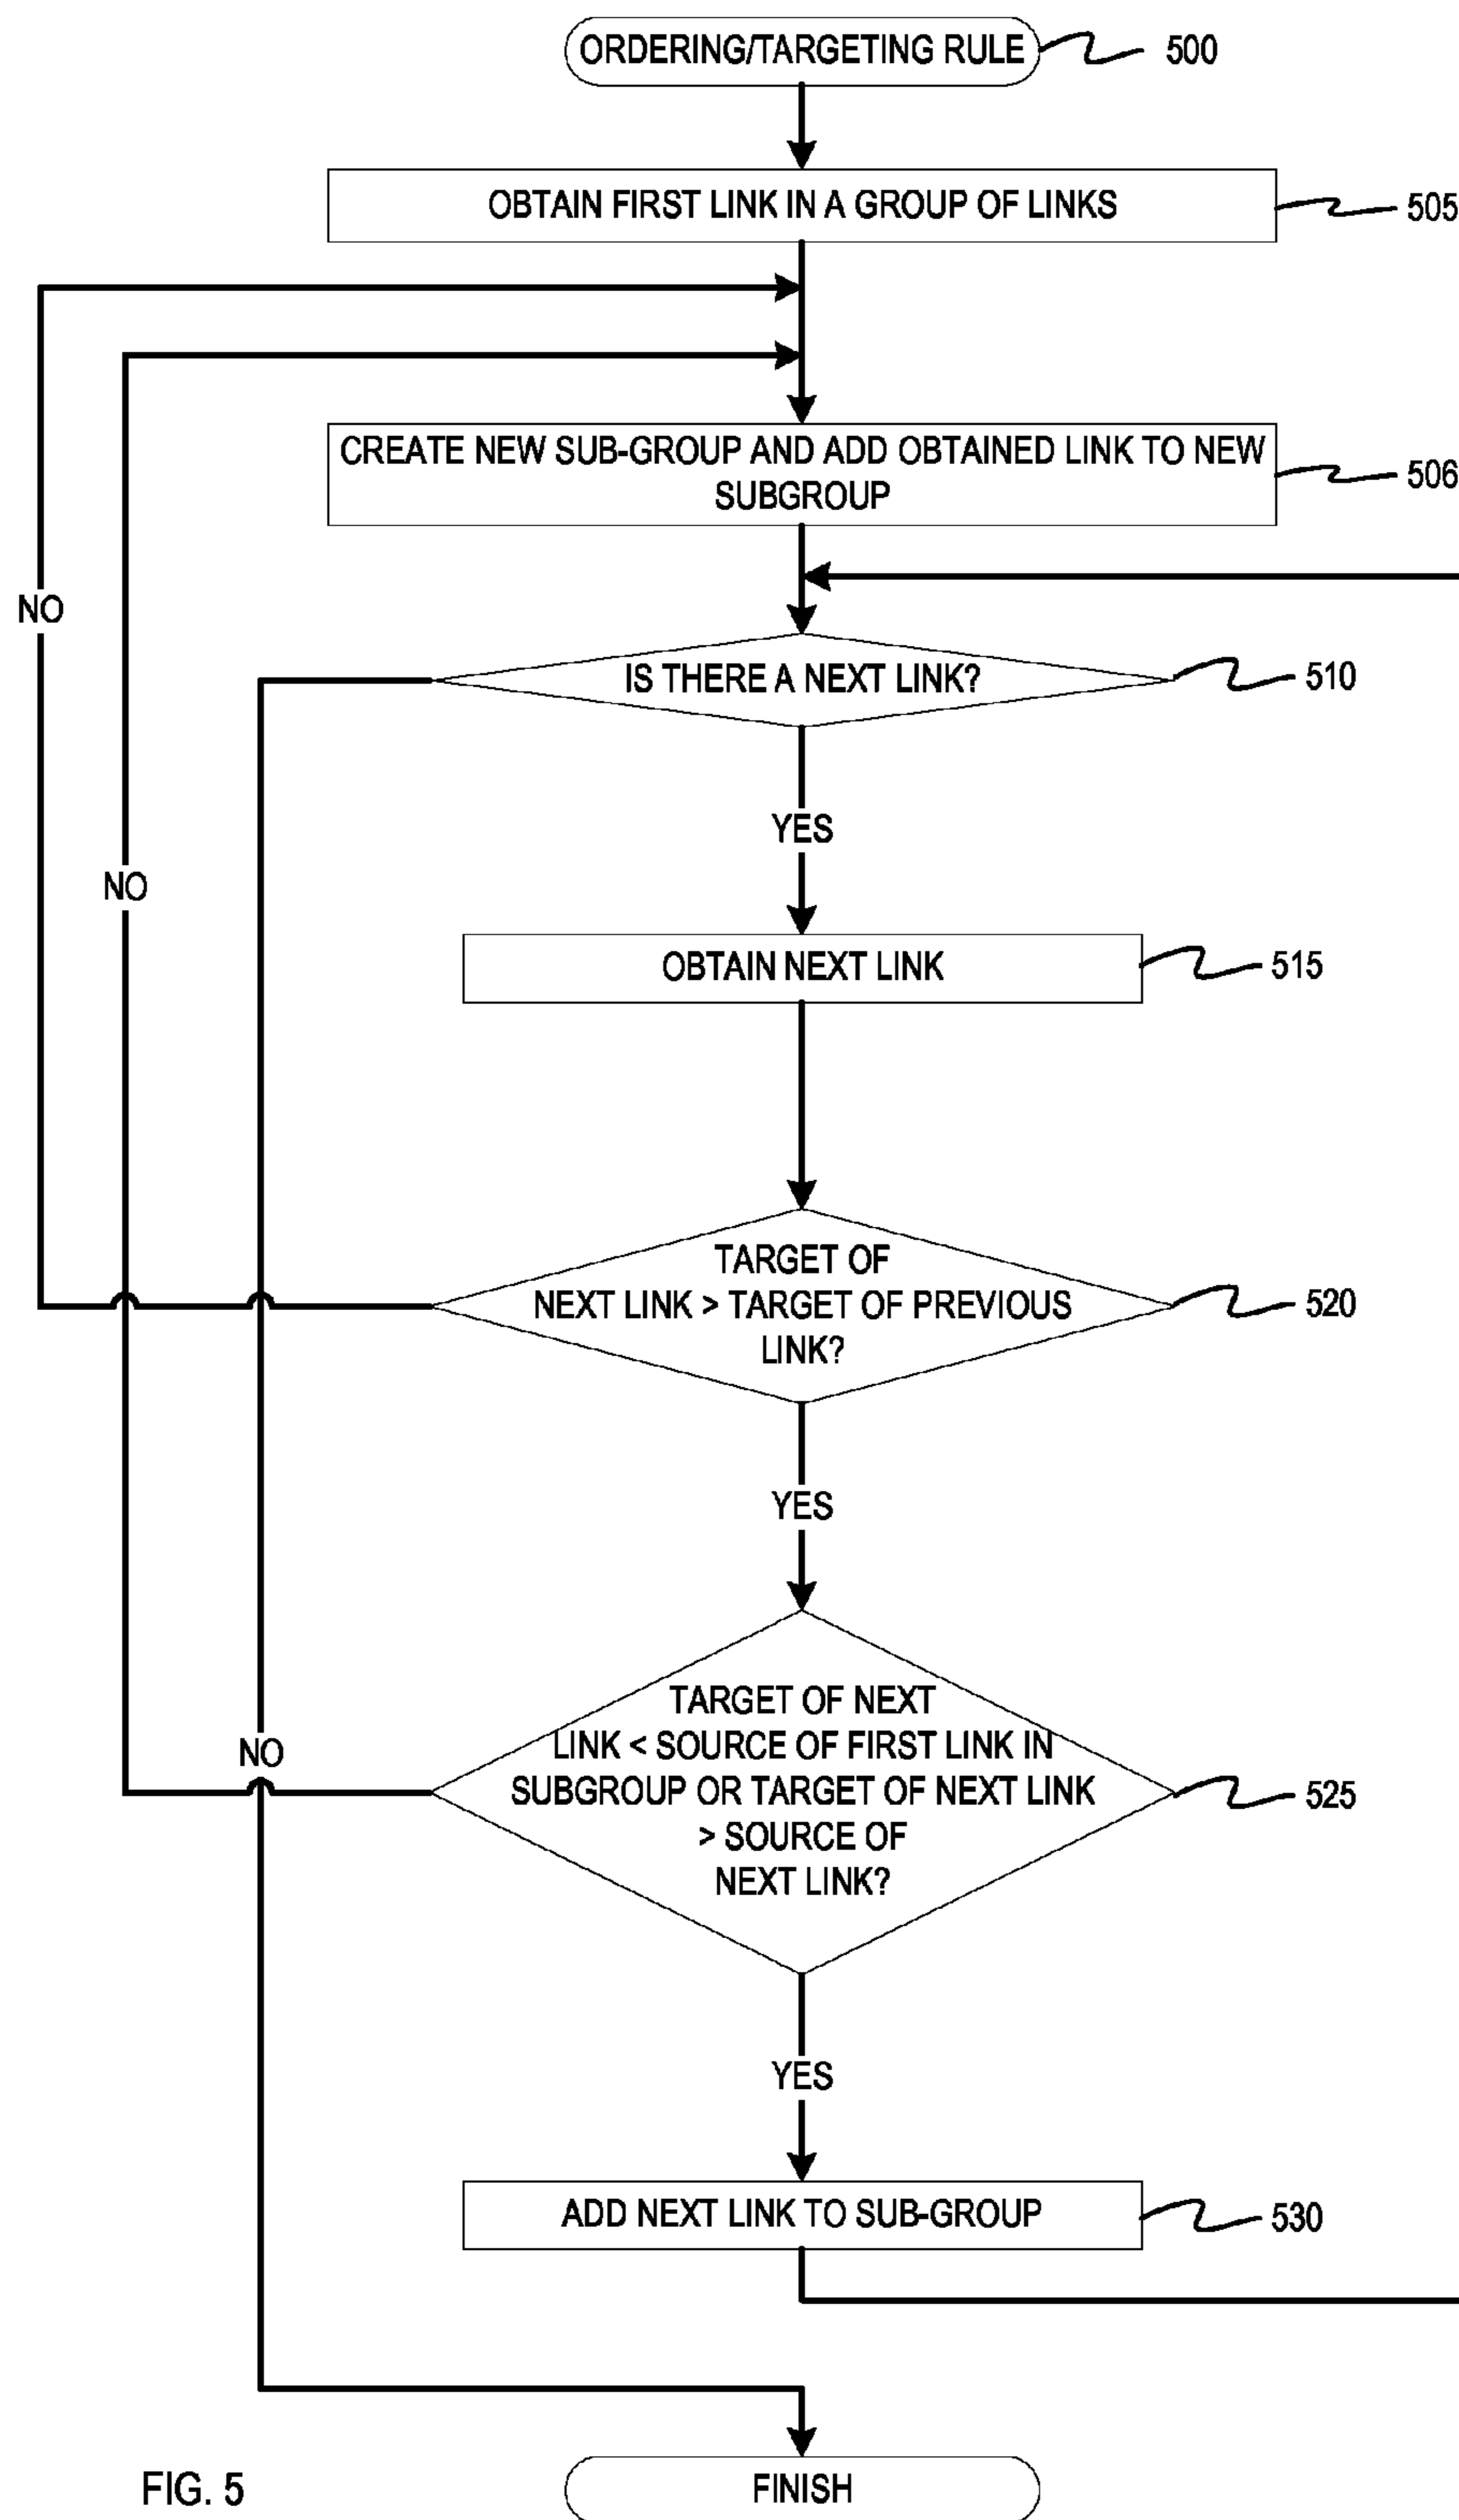 ORDERING/TARGETING RULE
500
OBTAIN FIRST LINK IN A GROUP OF LINKS
505
CREATE NEW SUB-GROUP AND ADD OBTAINED LINK TO NEW
SUBGROUP
506
NO
IS THERE A NEXT LINK?
510
YES
NO
OBTAIN NEXT LINK
515
TARGET OF
NEXT LINK > TARGET OF PREVIOUS
LINK?
520
YES
TARGET OF NEXT
LINK < SOURCE OF FIRST LINK IN
SUBGROUP OR TARGET OF NEXT LINK
> SOURCE OF
NEXT LINK?
525
NO
YES
ADD NEXT LINK TO SUB-GROUP
530
FINISH
FIG. 5